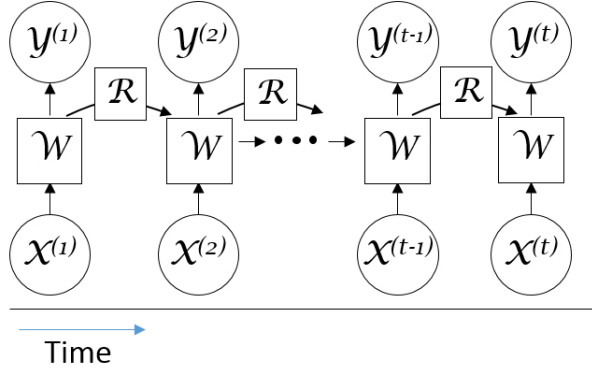 y(1) y(2) y(t-1) y(t)
R R R
W W ... W W
X(1) X(2) X(t-1) X(t)
Time